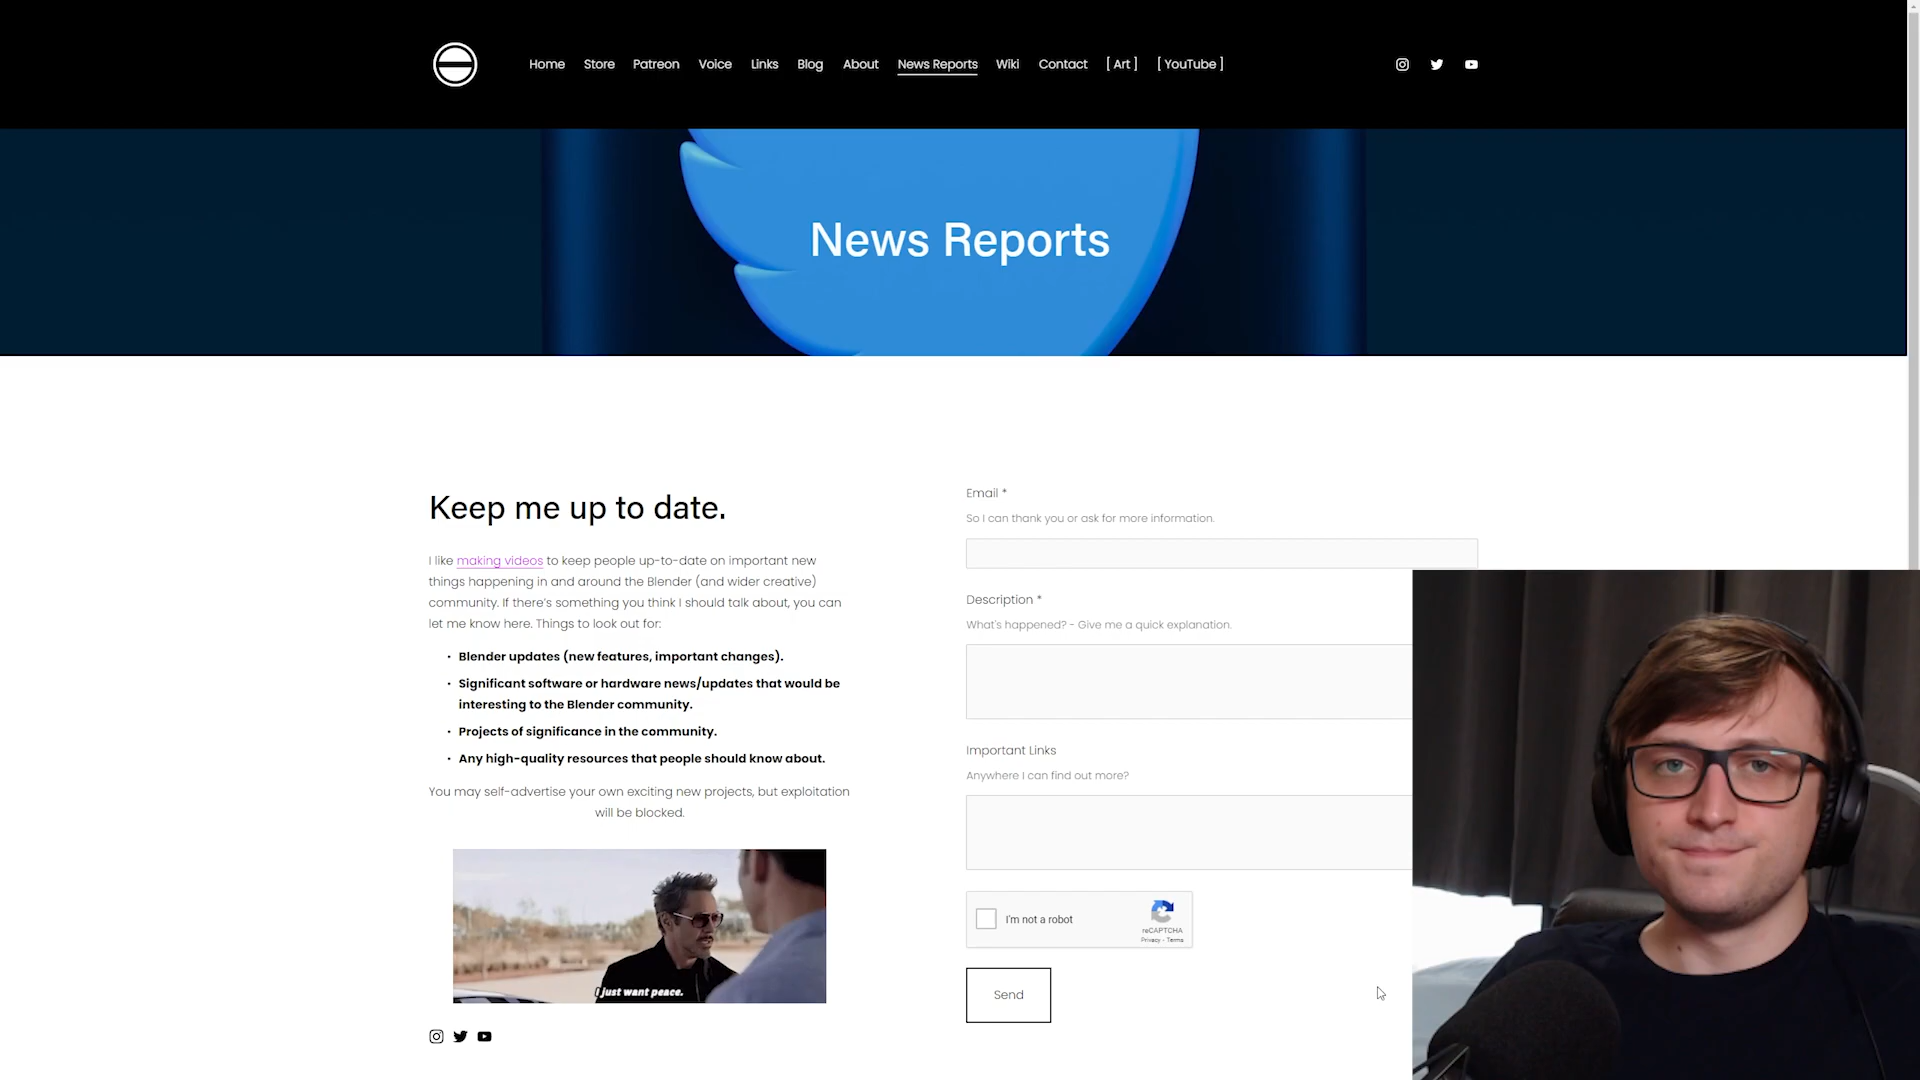 Home Store Patreon Voice Links Blog About News Reports Wiki Contact [ Art ] [ YouTube ]
News Reports
Keep me up to date.
I like making videos to keep people up-to-date on important new
things happening in and around the Blender (and wider creative)
community. If there's something you think I should talk about, you can
let me know here. Things to look out for:
• Blender updates (new features, important changes).
• Significant software or hardware news/updates that would be
interesting to the Blender community.
• Projects of significance in the community.
• Any high-quality resources that people should know about.
You may self-advertise your own exciting new projects, but exploitation
will be blocked.
I just want peace.
Email *
So I can thank you or ask for more information.
Description *
What's happened? - Give me a quick explanation.
Important Links
Anywhere I can find out more?
I'm not a robot
reCAPTCHA
Privacy - Terms
Send